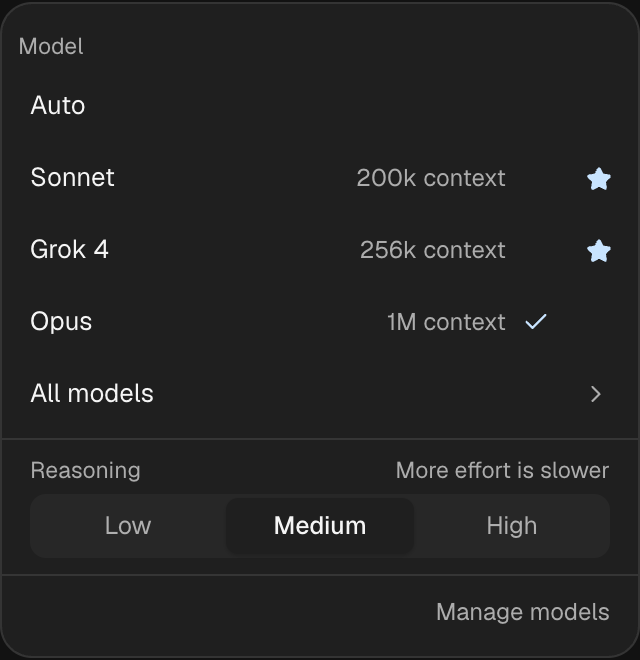 Model
Auto
Sonnet 200k context
Grok 4 256k context
Opus 1M context
All models
Reasoning More effort is slower
Low Medium High
Manage models